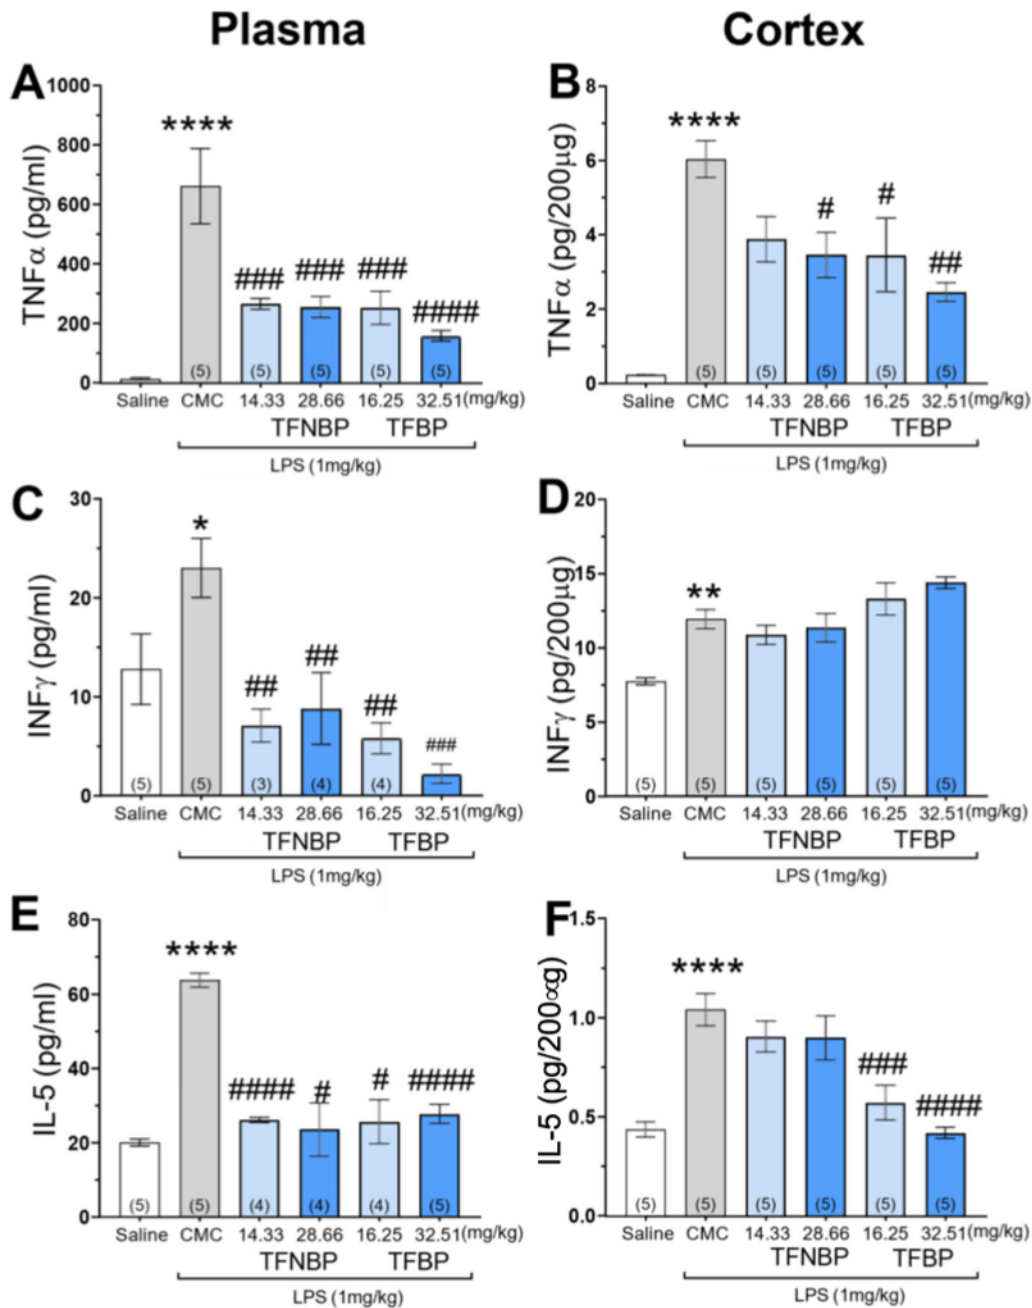 Plasma
Cortex
A
TNFα (pg/ml)
1000
800
600
400
200
0
****
### ### ### ####
(5) (5) (5) (5) (5)
Saline CMC 14.33 28.66 16.25 32.51(mg/kg)
TFNBP TFBP
LPS (1mg/kg)
B
TNFα (pg/200µg)
8
6
4
2
0
****
# # ##
(5) (5) (5) (5) (5)
Saline CMC 14.33 28.66 16.25 32.51(mg/kg)
TFNBP TFBP
LPS (1mg/kg)
C
INFγ (pg/ml)
30
20
10
0
*
## ## ## ###
(5) (5) (3) (4) (4)
Saline CMC 14.33 28.66 16.25 32.51(mg/kg)
TFNBP TFBP
LPS (1mg/kg)
D
INFγ (pg/200µg)
20
15
10
5
0
**
(5) (5) (5) (5) (5) (5)
Saline CMC 14.33 28.66 16.25 32.51(mg/kg)
TFNBP TFBP
LPS (1mg/kg)
E
IL-5 (pg/ml)
80
60
40
20
0
****
#### # # ####
(5) (5) (4) (4) (4) (5)
Saline CMC 14.33 28.66 16.25 32.51(mg/kg)
TFNBP TFBP
LPS (1mg/kg)
F
IL-5 (pg/200αg)
1.5
1.0
0.5
0.0
****
### ####
(5) (5) (5) (5) (5) (5)
Saline CMC 14.33 28.66 16.25 32.51(mg/kg)
TFNBP TFBP
LPS (1mg/kg)